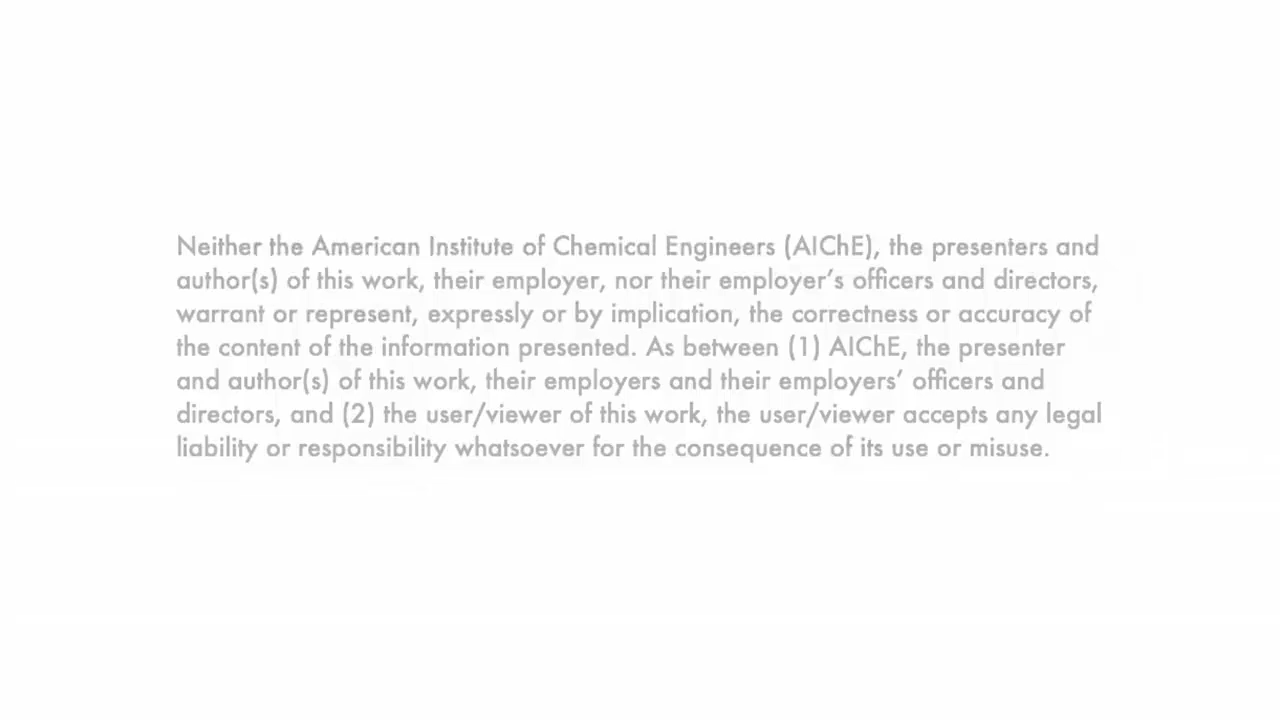 Neither the American Institute of Chemical Engineers (AIChE), the presenters and
author(s) of this work, their employer, nor their employer’s officers and directors,
warrant or represent, expressly or by implication, the correctness or accuracy of
the content of the information presented. As between (1) AIChE, the presenter
and author(s) of this work, their employers and their employers’ officers and
directors, and (2) the user/viewer of this work, the user/viewer accepts any legal
liability or responsibility whatsoever for the consequence of its use or misuse.